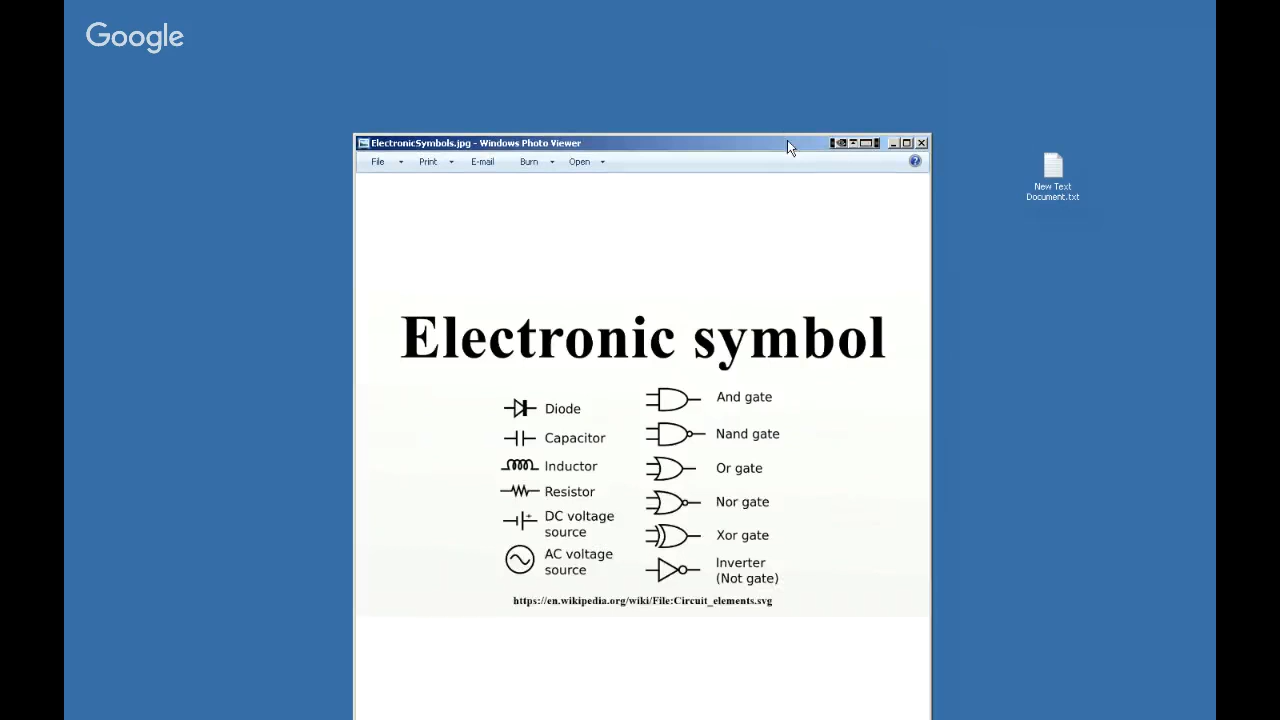 Google
ElectronicSymbols.jpg - Windows Photo Viewer
File Print E-mail Burn Open
New Text
Document.txt
Electronic symbol
Diode
Capacitor
Inductor
Resistor
DC voltage
source
AC voltage
source
And gate
Nand gate
Or gate
Nor gate
Xor gate
Inverter
(Not gate)
https://en.wikipedia.org/wiki/File:Circuit_elements.svg